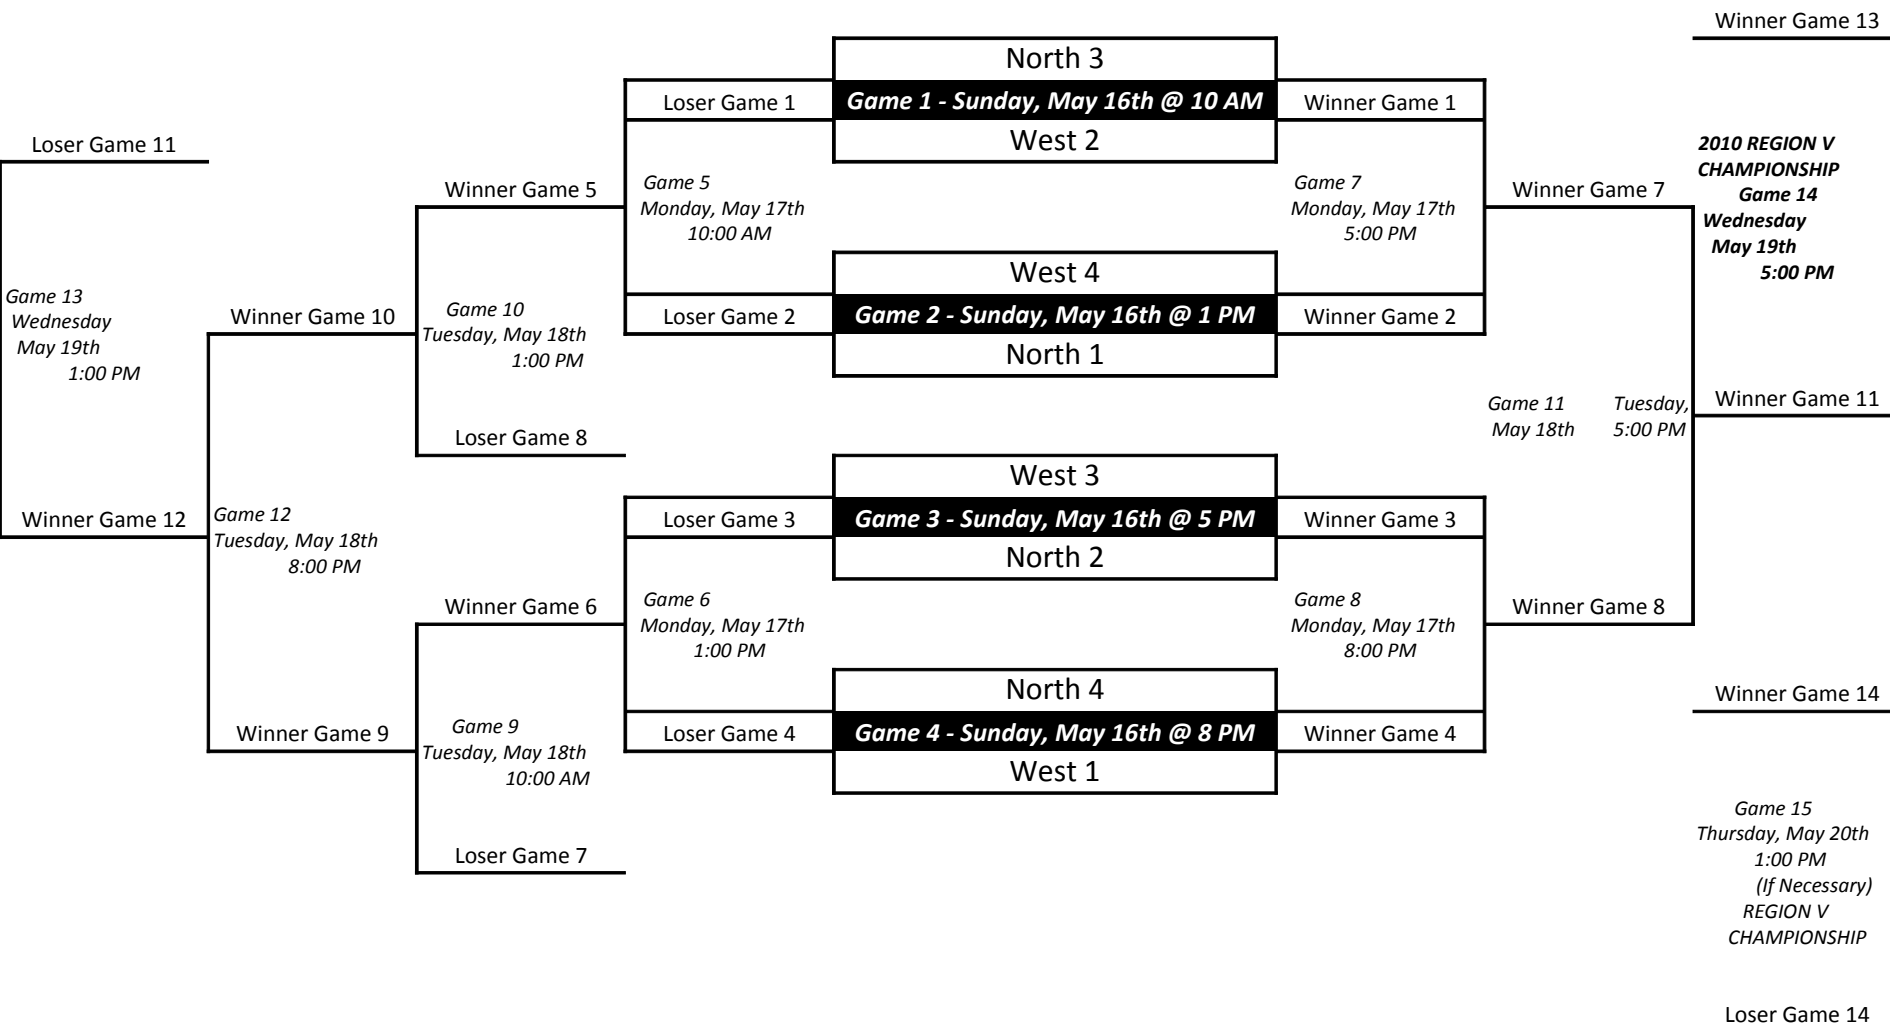 Winner Game 13
North 3
Loser Game 1
Game 1 - Sunday, May 16th @ 10 AM
Winner Game 1
Loser Game 11
West 2
2010 REGION V
CHAMPIONSHIP
Game 14
Wednesday
May 19th
5:00 PM
Winner Game 5
Game 5
Monday, May 17th
10:00 AM
Game 7
Monday, May 17th
5:00 PM
Winner Game 7
West 4
Game 13
Wednesday
May 19th
1:00 PM
Winner Game 10
Game 10
Tuesday, May 18th
1:00 PM
Loser Game 2
Game 2 - Sunday, May 16th @ 1 PM
Winner Game 2
North 1
Game 11 Tuesday,
May 18th 5:00 PM
Winner Game 11
Loser Game 8
West 3
Winner Game 12
Game 12
Tuesday, May 18th
8:00 PM
Loser Game 3
Game 3 - Sunday, May 16th @ 5 PM
Winner Game 3
North 2
Winner Game 6
Game 6
Monday, May 17th
1:00 PM
Game 8
Monday, May 17th
8:00 PM
Winner Game 8
North 4
Winner Game 14
Winner Game 9
Game 9
Tuesday, May 18th
10:00 AM
Loser Game 4
Game 4 - Sunday, May 16th @ 8 PM
Winner Game 4
West 1
Loser Game 7
Game 15
Thursday, May 20th
1:00 PM
(If Necessary)
REGION V
CHAMPIONSHIP
Loser Game 14